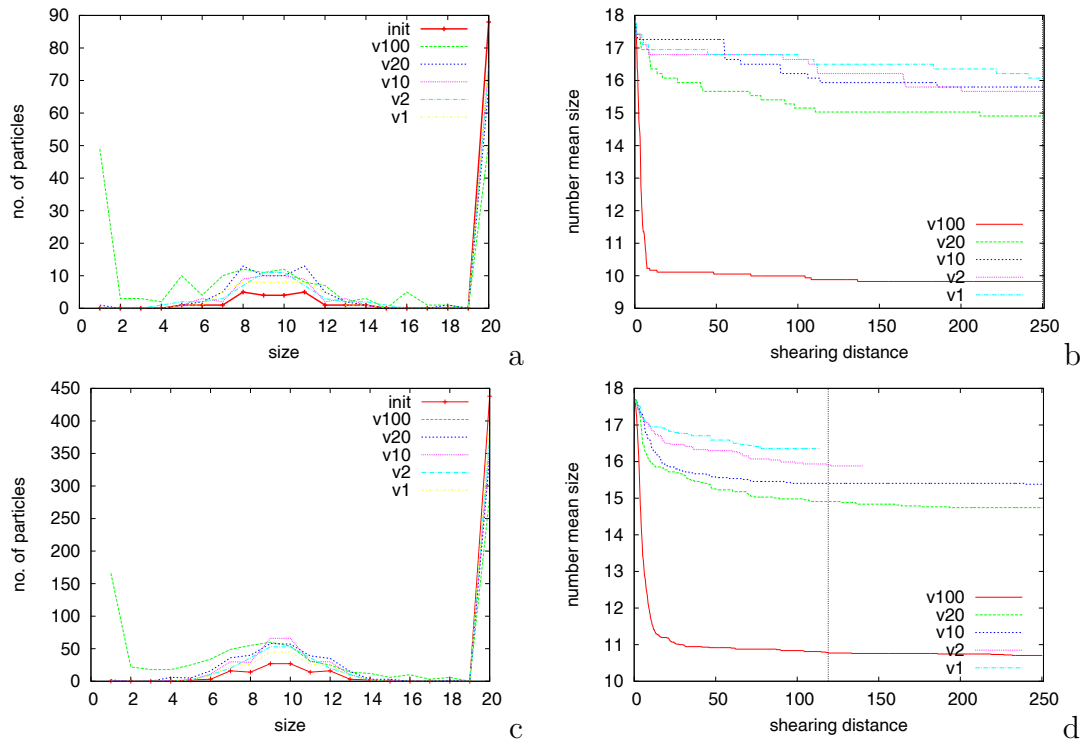 90
80
70
60
50
40
30
20
10
0
no. of particles
0 2 4 6 8 10 12 14 16 18 20
size
init
v100
v20
v10
v2
v1
a
18
17
16
15
14
13
12
11
10
9
number mean size
0 50 100 150 200 250
shearing distance
v100
v20
v10
v2
v1
b
450
400
350
300
250
200
150
100
50
0
no. of particles
0 2 4 6 8 10 12 14 16 18 20
size
init
v100
v20
v10
v2
v1
c
18
17
16
15
14
13
12
11
10
number mean size
0 50 100 150 200 250
shearing distance
v100
v20
v10
v2
v1
d